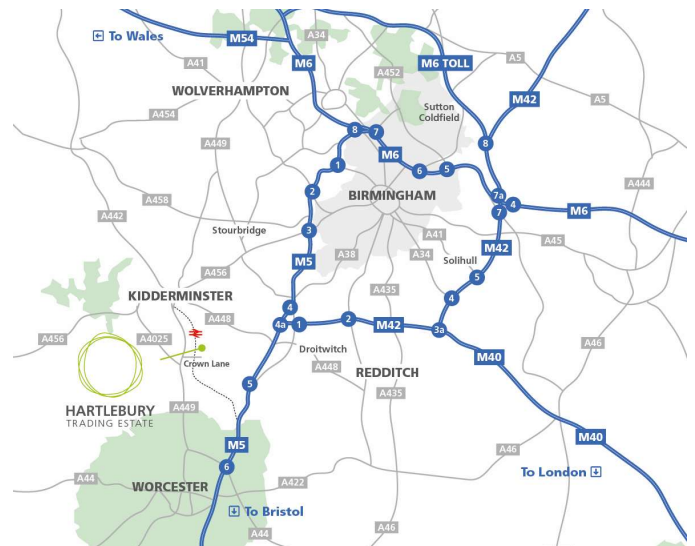 To Wales
M54
A34
M6
A41
A452
M6 TOLL
A5
WOLVERHAMPTON
M42
A5
Sutton
Coldfield
A454
8
7
A449
M6
8
1
6
5
A444
2
BIRMINGHAM
7a
4
A458
7
M6
A442
Stourbridge
3
A41
M42
A45
A38
A34
Solihull
M5
A456
5
A435
KIDDERMINSTER
4
4
A448
4a
1
2
M42
3a
A456
A4025
A46
Droitwitch
M40
Crown Lane
A448
REDDITCH
5
A435
HARTLEBURY
TRADING ESTATE
A449
M5
M40
A46
6
To London
A44
A422
WORCESTER
To Bristol
A44
A46